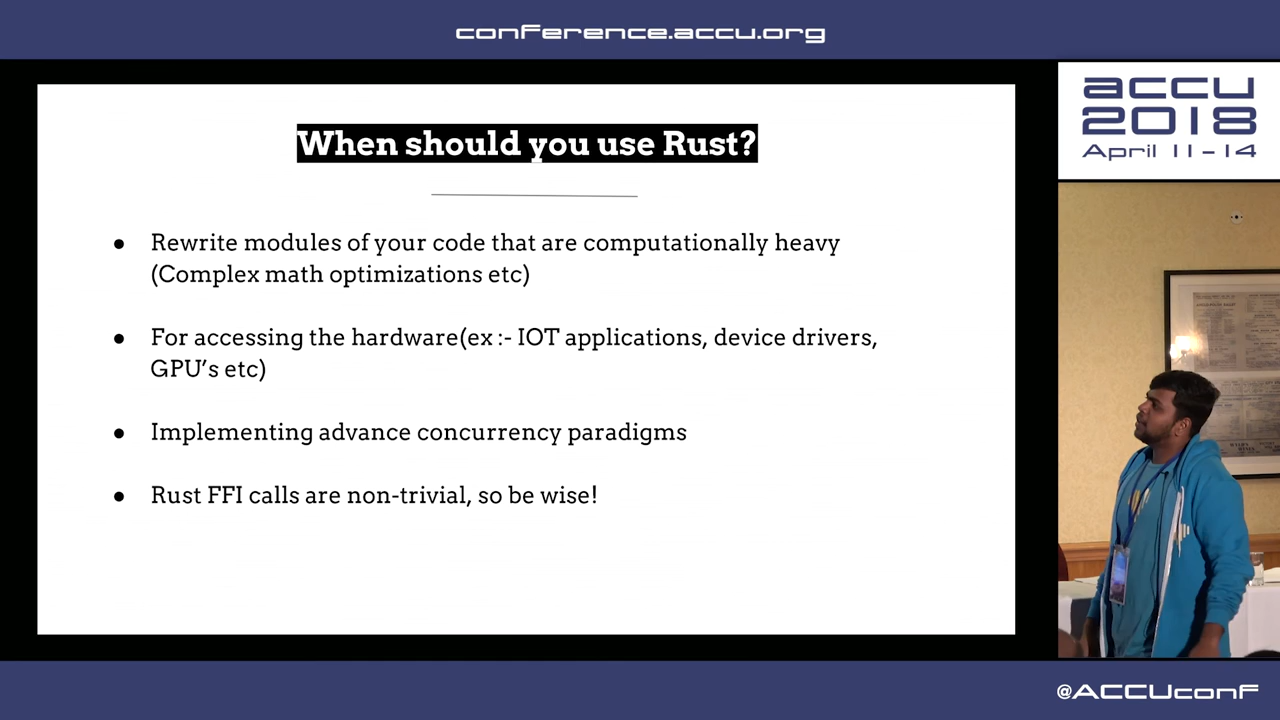 conference.accu.org
accu
2018
April 11-14
When should you use Rust?
● Rewrite modules of your code that are computationally heavy
(Complex math optimizations etc)
● For accessing the hardware(ex :- IOT applications, device drivers,
GPU's etc)
● Implementing advance concurrency paradigms
● Rust FFI calls are non-trivial, so be wise!
@ACCUconf